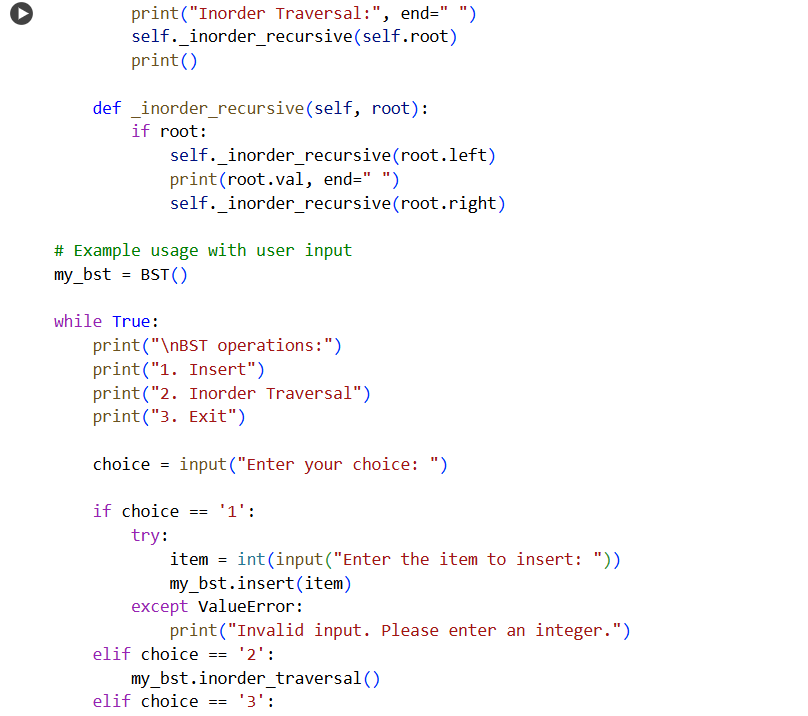 print("Inorder Traversal:", end=" ")
self._inorder_recursive(self.root)
print()
def _inorder_recursive(self, root):
if root:
self._inorder_recursive(root.left)
print(root.val, end=" ")
self._inorder_recursive(root.right)
# Example usage with user input
my_bst = BST()
while True:
print("\nBST operations:")
print("1. Insert")
print("2. Inorder Traversal")
print("3. Exit")
choice = input("Enter your choice: ")
if choice == '1':
try:
item = int(input("Enter the item to insert: "))
my_bst.insert(item)
except ValueError:
print("Invalid input. Please enter an integer.")
elif choice == '2':
my_bst.inorder_traversal()
elif choice == '3':